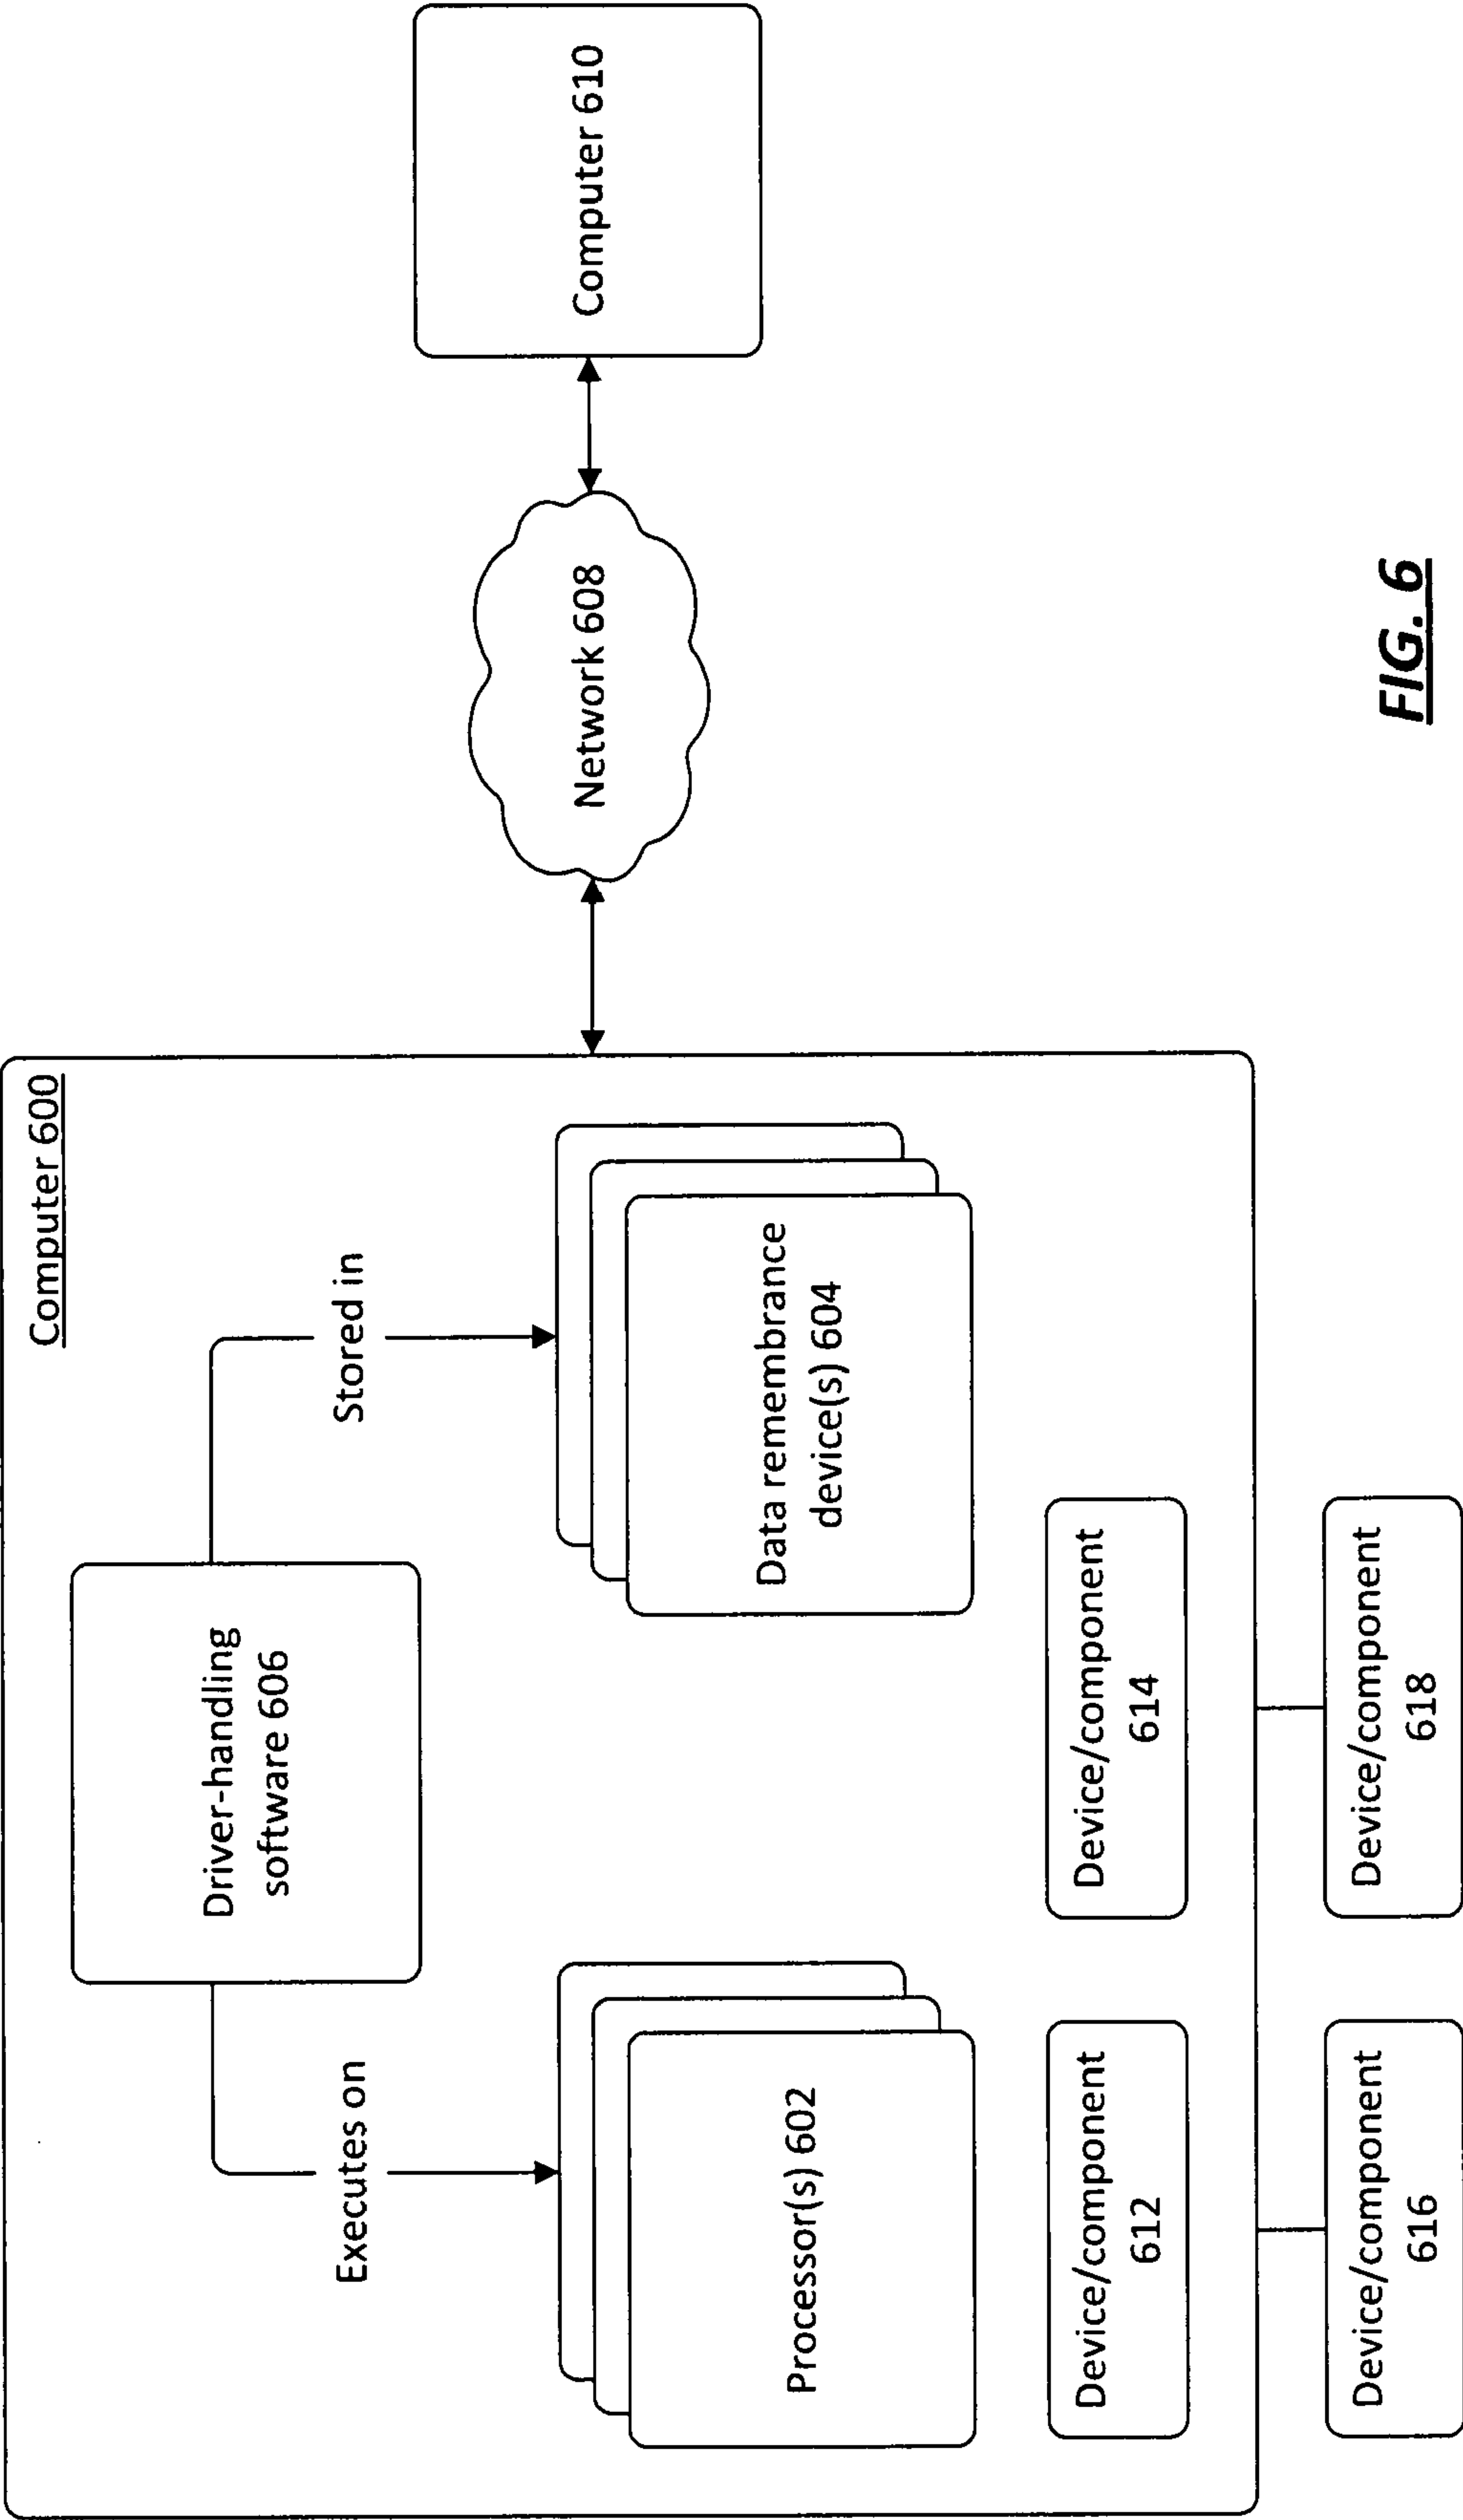 Computer 600
Driver-handling
software 606
Executes on
Stored in
Processor(s) 602
Data remembrance
device(s) 604
Device/component
612
Device/component
614
Device/component
616
Device/component
618
Network 608
Computer 610
FIG. 6